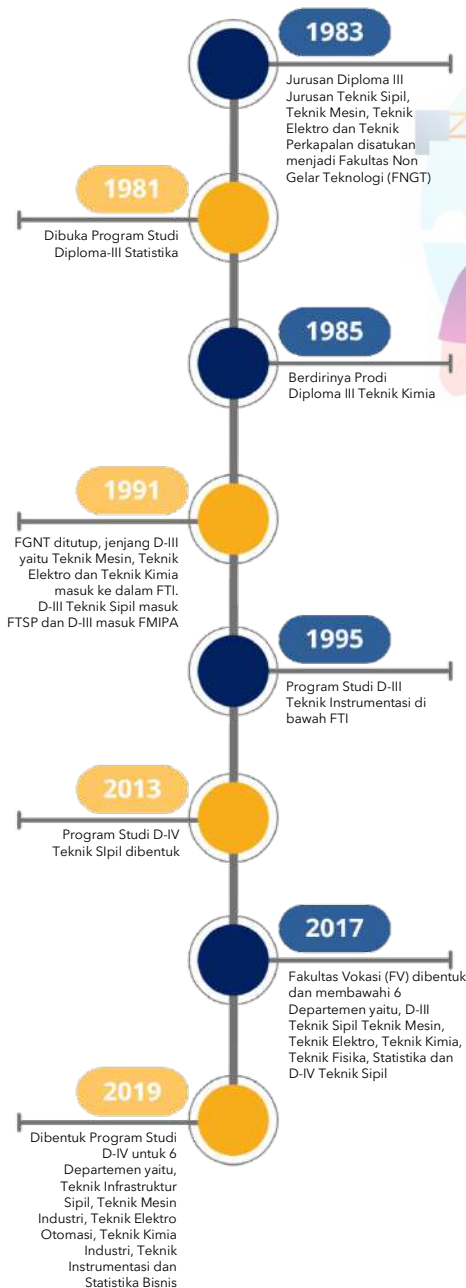 1983
Jurusan Diploma III
Jurusan Teknik Sipil,
Teknik Mesin, Teknik
Elektro dan Teknik
Perkapalan disatukan
menjadi Fakultas Non
Gelar Teknologi (FNGT)
1981
Dibuka Program Studi
Diploma-III Statistika
1985
Berdirinya Prodi
Diploma III Teknik Kimia
1991
FGNT ditutup, jenjang D-III
yaitu Teknik Mesin, Teknik
Elektro dan Teknik Kimia
masuk ke dalam FTI.
D-III Teknik Sipil masuk
FTSP dan D-III masuk FMIPA
1995
Program Studi D-III
Teknik Instrumentasi di
bawah FTI
2013
Program Studi D-IV
Teknik SIpil dibentuk
2017
Fakultas Vokasi (FV) dibentuk
dan membawahi 6
Departemen yaitu, D-III
Teknik Sipil Teknik Mesin,
Teknik Elektro, Teknik Kimia,
Teknik Fisika, Statistika dan
D-IV Teknik Sipil
2019
Dibentuk Program Studi
D-IV untuk 6
Departemen yaitu,
Teknik Infrastruktur
Sipil, Teknik Mesin
Industri, Teknik Elektro
Otomasi, Teknik Kimia
Industri, Teknik
Instrumentasi dan
Statistika Bisnis